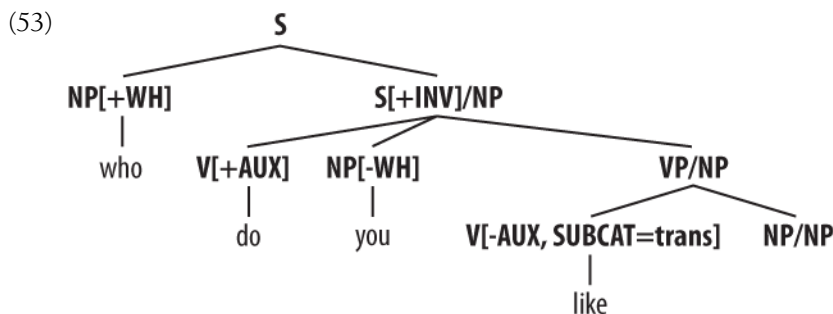 (53)
S
NP[+WH] S[+INV]/NP
who V[+AUX] NP[-WH] VP/NP
do you V[-AUX, SUBCAT=trans] NP/NP
like